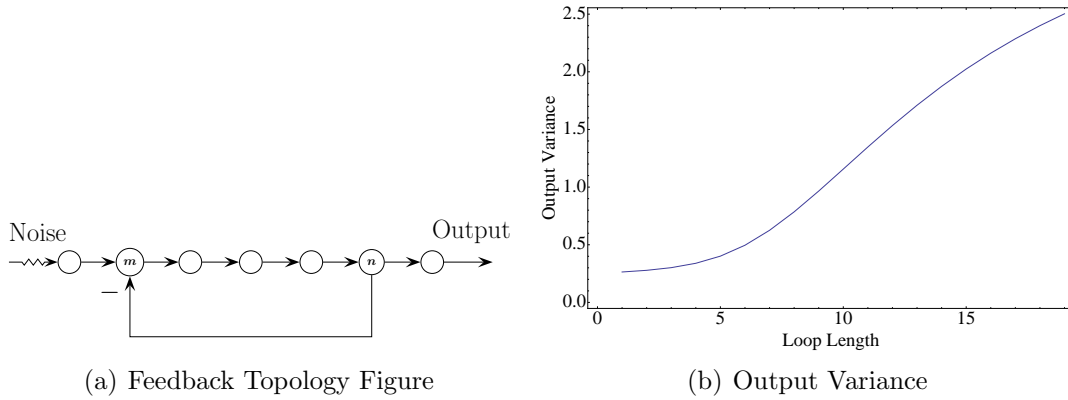 Noise
Output
m
n
−
(a) Feedback Topology Figure
2.5
2.0
1.5
1.0
0.5
0.0
Output Variance
0
5
10
15
Loop Length
(b) Output Variance